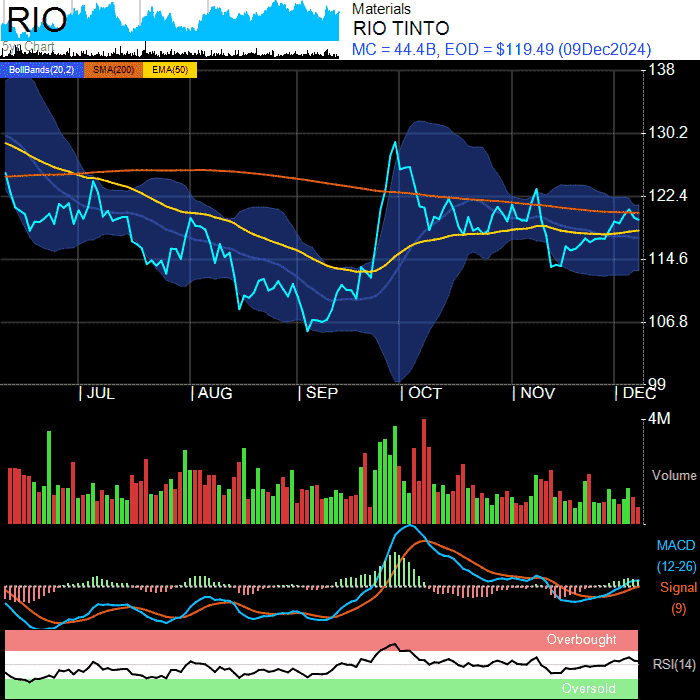 RIO
5yr Chart
Materials
RIO TINTO
MC = 44.4B, EOD = $119.49 (09Dec2024)
BollBands(20,2) SMA(200) EMA(50)
138
130.2
122.4
114.6
106.8
99
JUL AUG SEP OCT NOV DEC
4M
Volume
MACD
(12-26)
Signal
(9)
Overbought
RSI(14)
Oversold